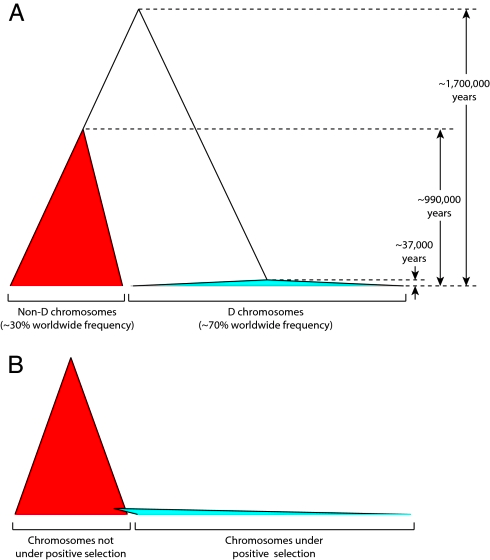 A
~1,700,000
years
~990,000
years
~37,000
years
Non-D chromosomes
(~30% worldwide frequency)
D chromosomes
(~70% worldwide frequency)
B
Chromosomes not
under positive selection
Chromosomes under
positive selection